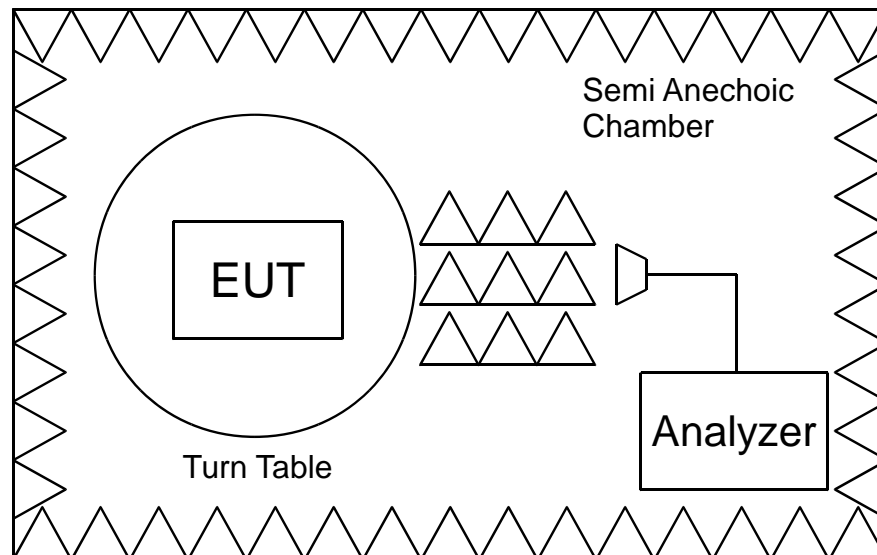 Semi Anechoic
Chamber
EUT
Analyzer
Turn Table